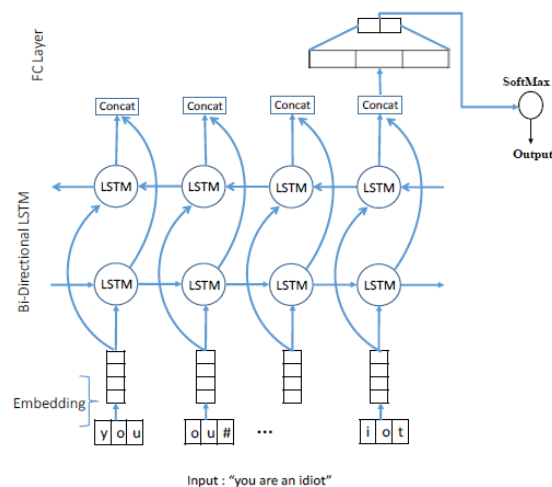 FC Layer
SoftMax
Output
Concat Concat Concat Concat
LSTM LSTM LSTM LSTM
Bi-Directional LSTM
LSTM LSTM LSTM LSTM
Embedding
y o u o u # ... i o t
Input : "you are an idiot"